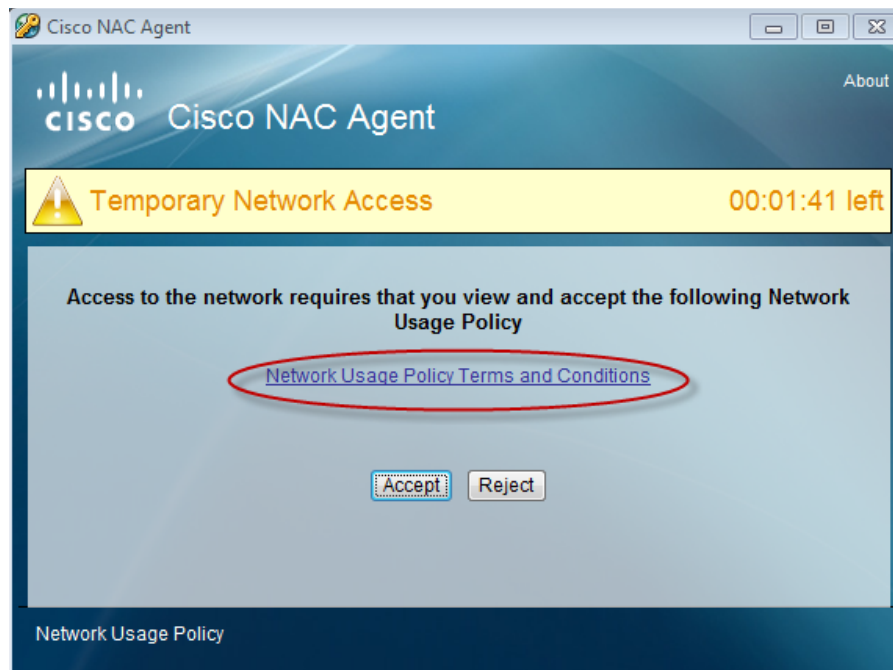 Cisco NAC Agent
About
CISCO Cisco NAC Agent
Temporary Network Access 00:01:41 left
Access to the network requires that you view and accept the following Network
Usage Policy
Network Usage Policy Terms and Conditions
Accept Reject
Network Usage Policy